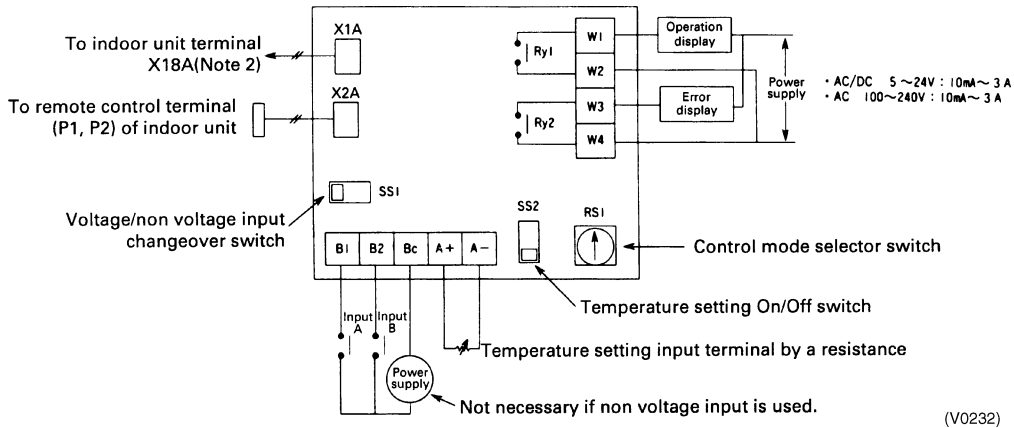 X1A
To indoor unit terminal
X18A(Note 2)
X2A
To remote control terminal
(P1, P2) of indoor unit
Ry1
Ry2
W1
W2
W3
W4
Operation
display
Error
display
Power
supply
・AC/DC 5～24V : 10mA～3A
・AC 100～240V : 10mA～3A
SS1
Voltage/non voltage input
changeover switch
SS2
RS1
B1 B2 Bc A+ A-
Control mode selector switch
Temperature setting On/Off switch
Input
A
Input
B
Temperature setting input terminal by a resistance
Power
supply
Not necessary if non voltage input is used.
(V0232)